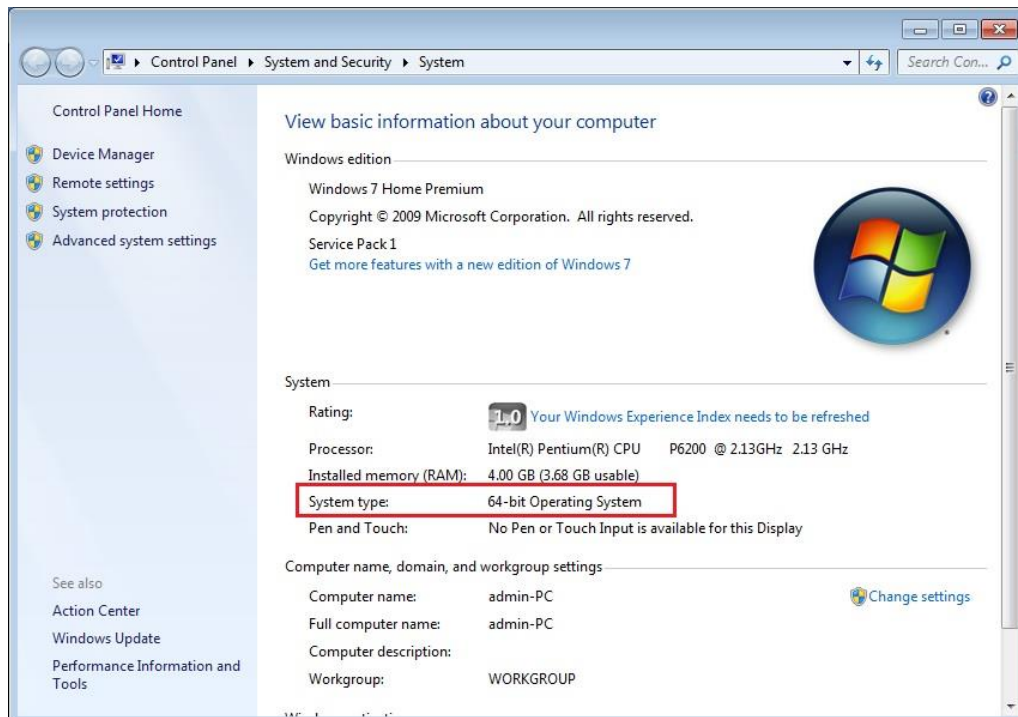 Control Panel System and Security System
Search Con...
Control Panel Home
Device Manager
Remote settings
System protection
Advanced system settings
See also
Action Center
Windows Update
Performance Information and
Tools
View basic information about your computer
Windows edition
Windows 7 Home Premium
Copyright © 2009 Microsoft Corporation. All rights reserved.
Service Pack 1
Get more features with a new edition of Windows 7
System
Rating: 1.0 Your Windows Experience Index needs to be refreshed
Processor: Intel(R) Pentium(R) CPU P6200 @ 2.13GHz 2.13 GHz
Installed memory (RAM): 4.00 GB (3.68 GB usable)
System type: 64-bit Operating System
Pen and Touch: No Pen or Touch Input is available for this Display
Computer name, domain, and workgroup settings
Computer name: admin-PC Change settings
Full computer name: admin-PC
Computer description:
Workgroup: WORKGROUP